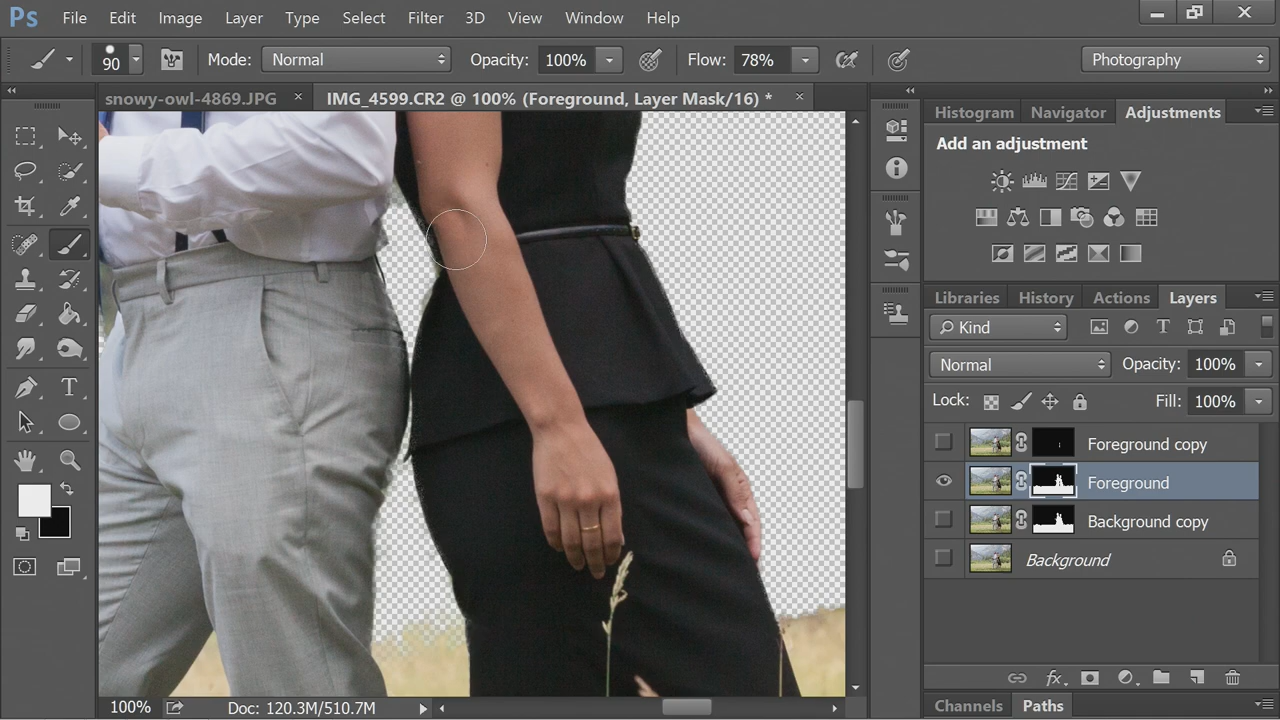 Ps File Edit Image Layer Type Select Filter 3D View Window Help
90 Mode: Normal Opacity: 100% Flow: 78% Photography
snowy-owl-4869.JPG × IMG_4599.CR2 @ 100% (Foreground, Layer Mask/16) * ×
Histogram Navigator Adjustments
Add an adjustment
Libraries History Actions Layers
Kind
Normal Opacity: 100%
Lock: Fill: 100%
Foreground copy
Foreground
Background copy
Background
100% Doc: 120.3M/510.7M
Channels Paths